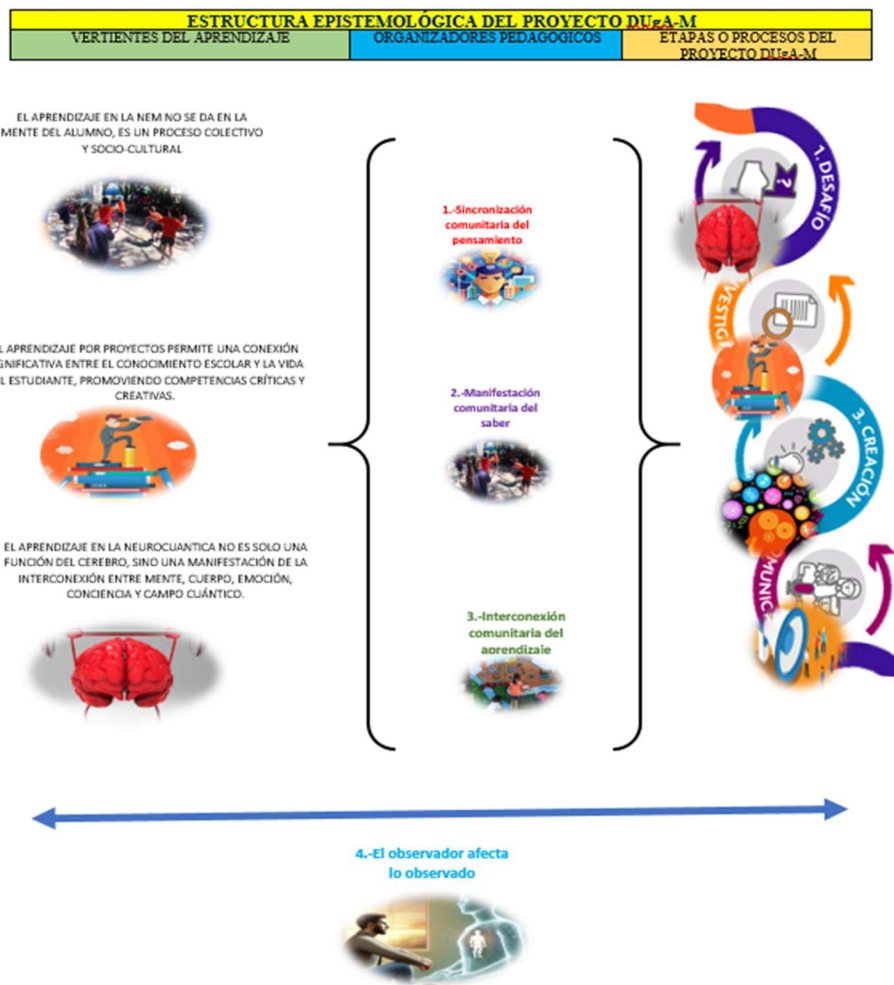 ESTRUCTURA EPISTEMOLÓGICA DEL PROYECTO DUgA-M
VERTIENTES DEL APRENDIZAJE
ORGANIZADORES PEDAGOGICOS
ETAPAS O PROCESOS DEL
PROYECTO DUgA-M
EL APRENDIZAJE EN LA NEM NO SE DA EN LA
MENTE DEL ALUMNO, ES UN PROCESO COLECTIVO
Y SOCIO-CULTURAL
L APRENDIZAJE POR PROYECTOS PERMITE UNA CONEXIÓN
GNIFICATIVA ENTRE EL CONOCIMIENTO ESCOLAR Y LA VIDA
L ESTUDIANTE, PROMOVIENDO COMPETENCIAS CRÍTICAS Y
CREATIVAS.
EL APRENDIZAJE EN LA NEUROCUANTICA NO ES SOLO UNA
FUNCIÓN DEL CEREBRO, SINO UNA MANIFESTACIÓN DE LA
INTERCONEXIÓN ENTRE MENTE, CUERPO, EMOCIÓN,
CONCIENCIA Y CAMPO CUÁNTICO.
1.-Sincronización
comunitaria del
pensamiento
2.-Manifestación
comunitaria del
saber
3.-Interconexión
comunitaria del
aprendizaje
1. DESAFÍO
?
VESTIG
3. CREACIÓN
MUNIC
4.-El observador afecta
lo observado